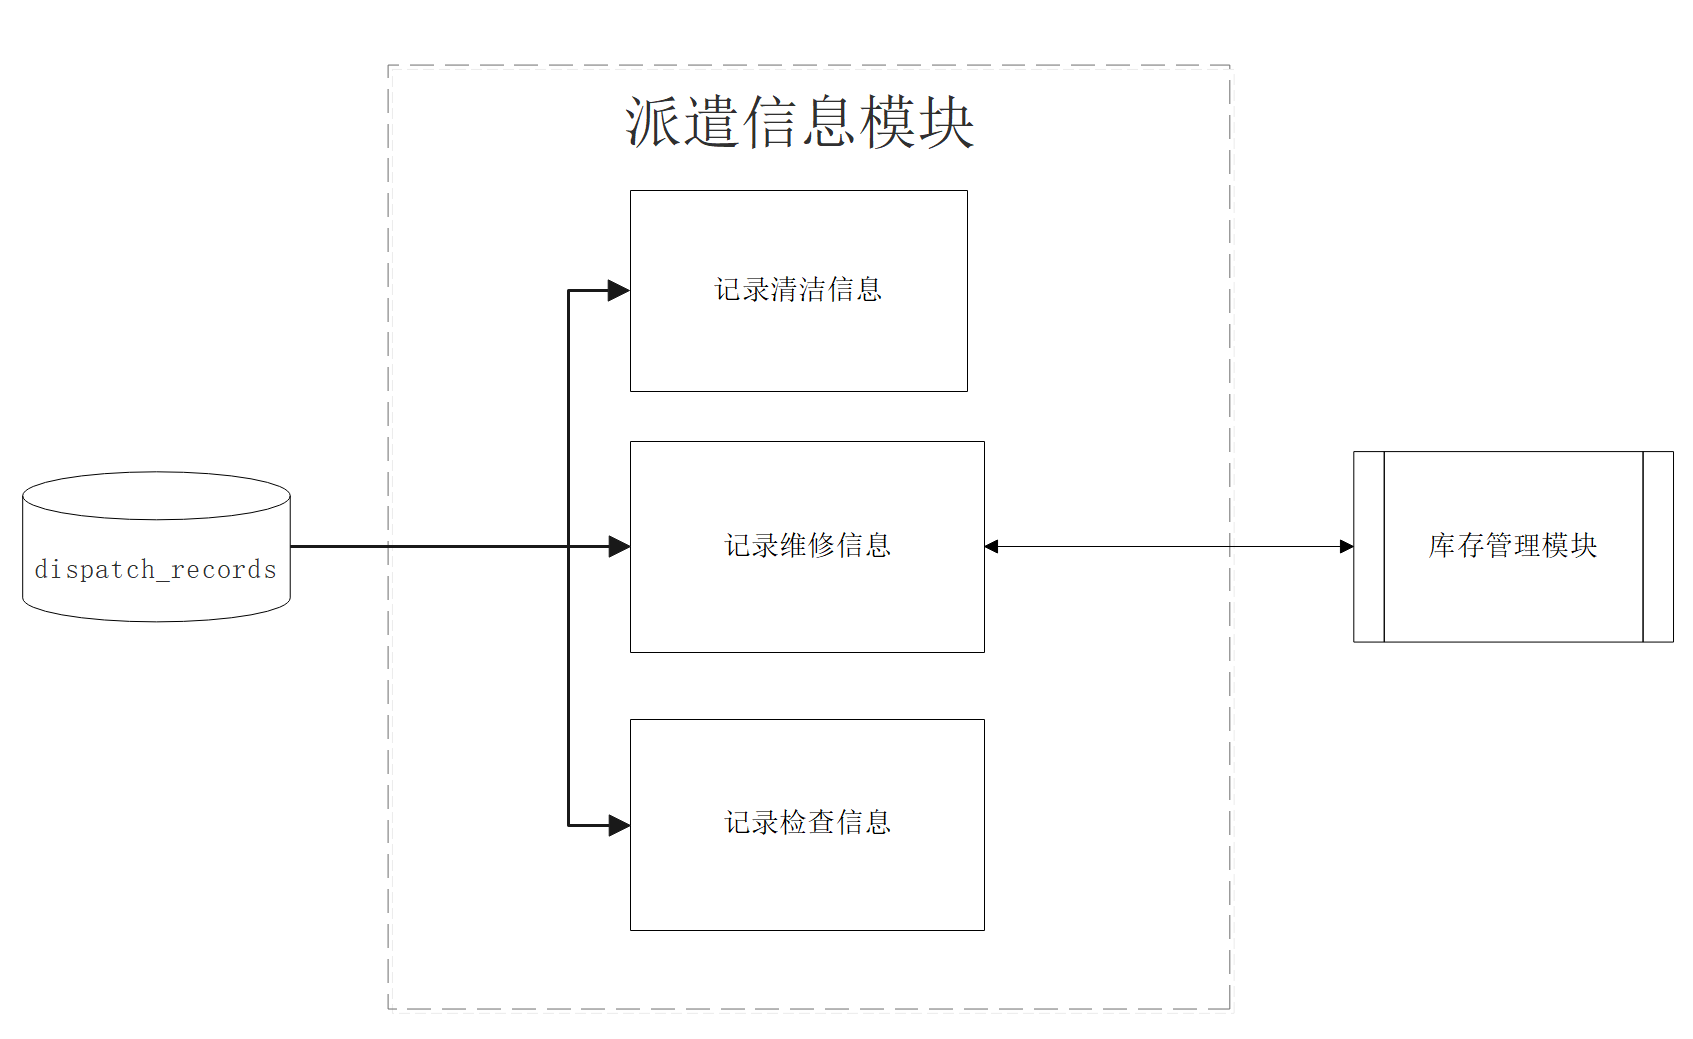 派遣信息模块
记录清洁信息
dispatch_records
记录维修信息
库存管理模块
记录检查信息